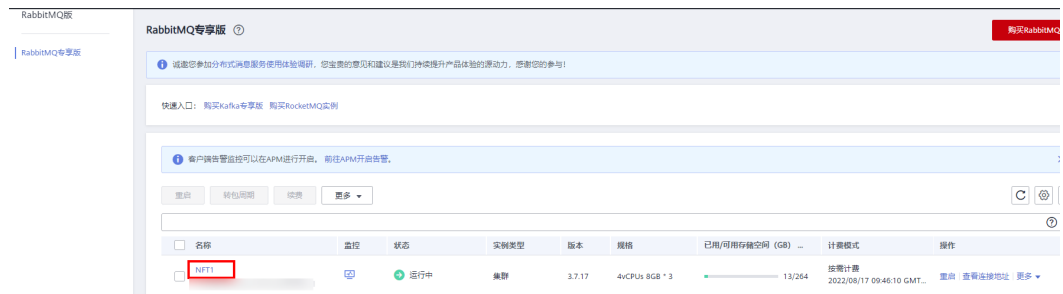 RabbitMQ版
RabbitMQ专享版
RabbitMQ专享版
购买RabbitMQ
诚邀您参加分布式消息服务使用体验调研，您宝贵的意见和建议是我们持续提升产品体验的源动力，感谢您的参与！
快速入口： 购买Kafka专享版 购买RocketMQ实例
客户端告警监控可以在APM进行开启。 前往APM开启告警。
重启 转包周期 续费 更多
名称 监控 状态 实例类型 版本 规格 已用/可用存储空间（GB） ... 计费模式 操作
NFT1 运行中 集群 3.7.17 4vCPUs 8GB * 3 13/264 按需计费 重启 查看连接地址 更多
2022/08/17 09:46:10 GMT...